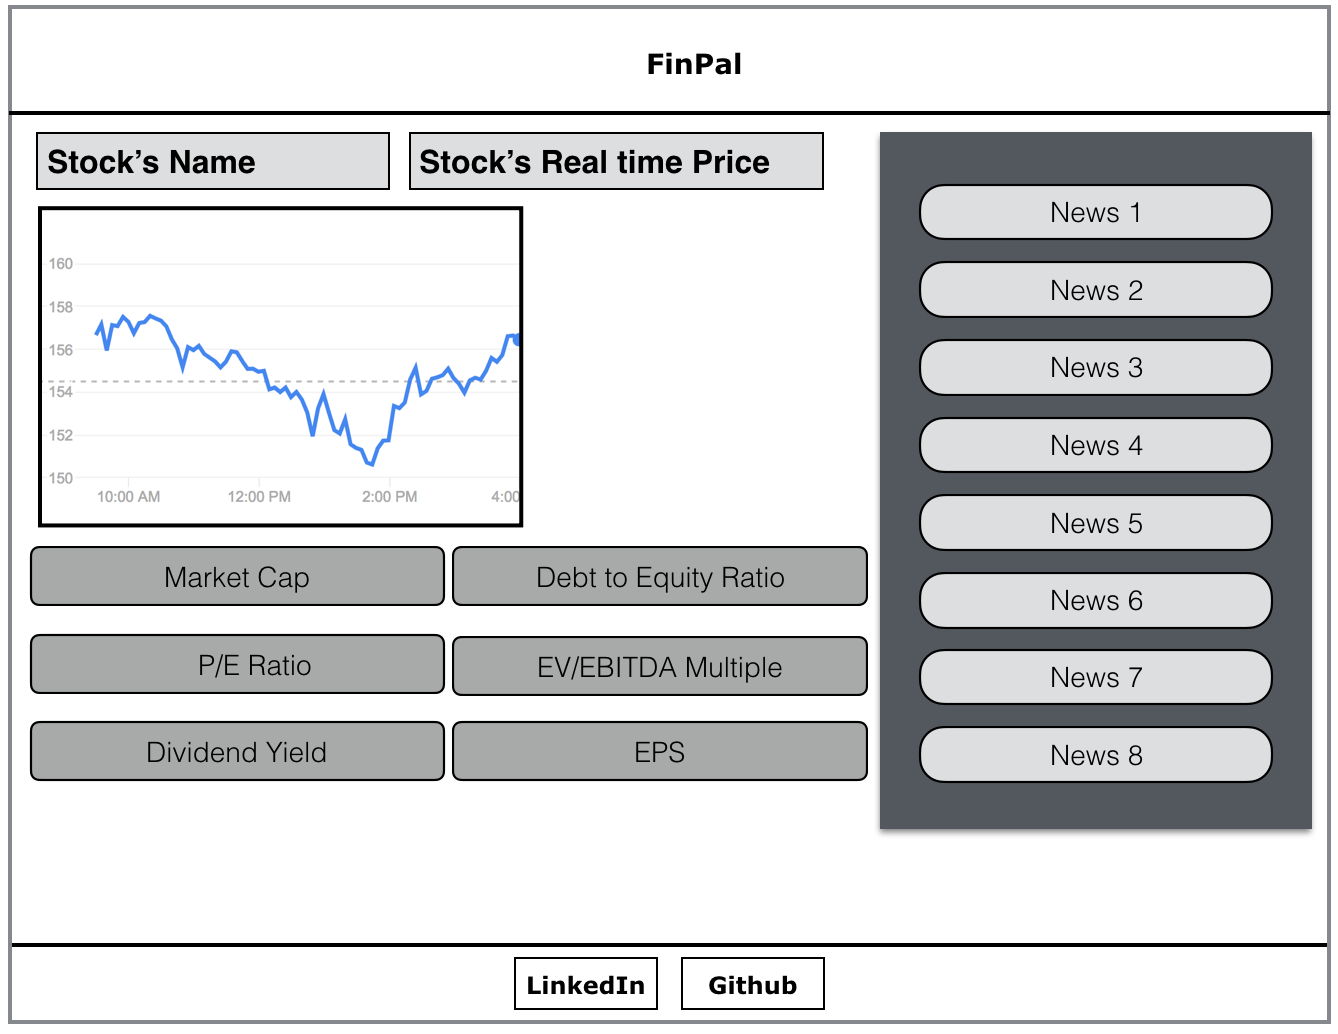 FinPal
Stock’s Name
Stock’s Real time Price
160
158
156
154
152
150
10:00 AM
12:00 PM
2:00 PM
4:00
Market Cap
Debt to Equity Ratio
P/E Ratio
EV/EBITDA Multiple
Dividend Yield
EPS
News 1
News 2
News 3
News 4
News 5
News 6
News 7
News 8
LinkedIn
Github